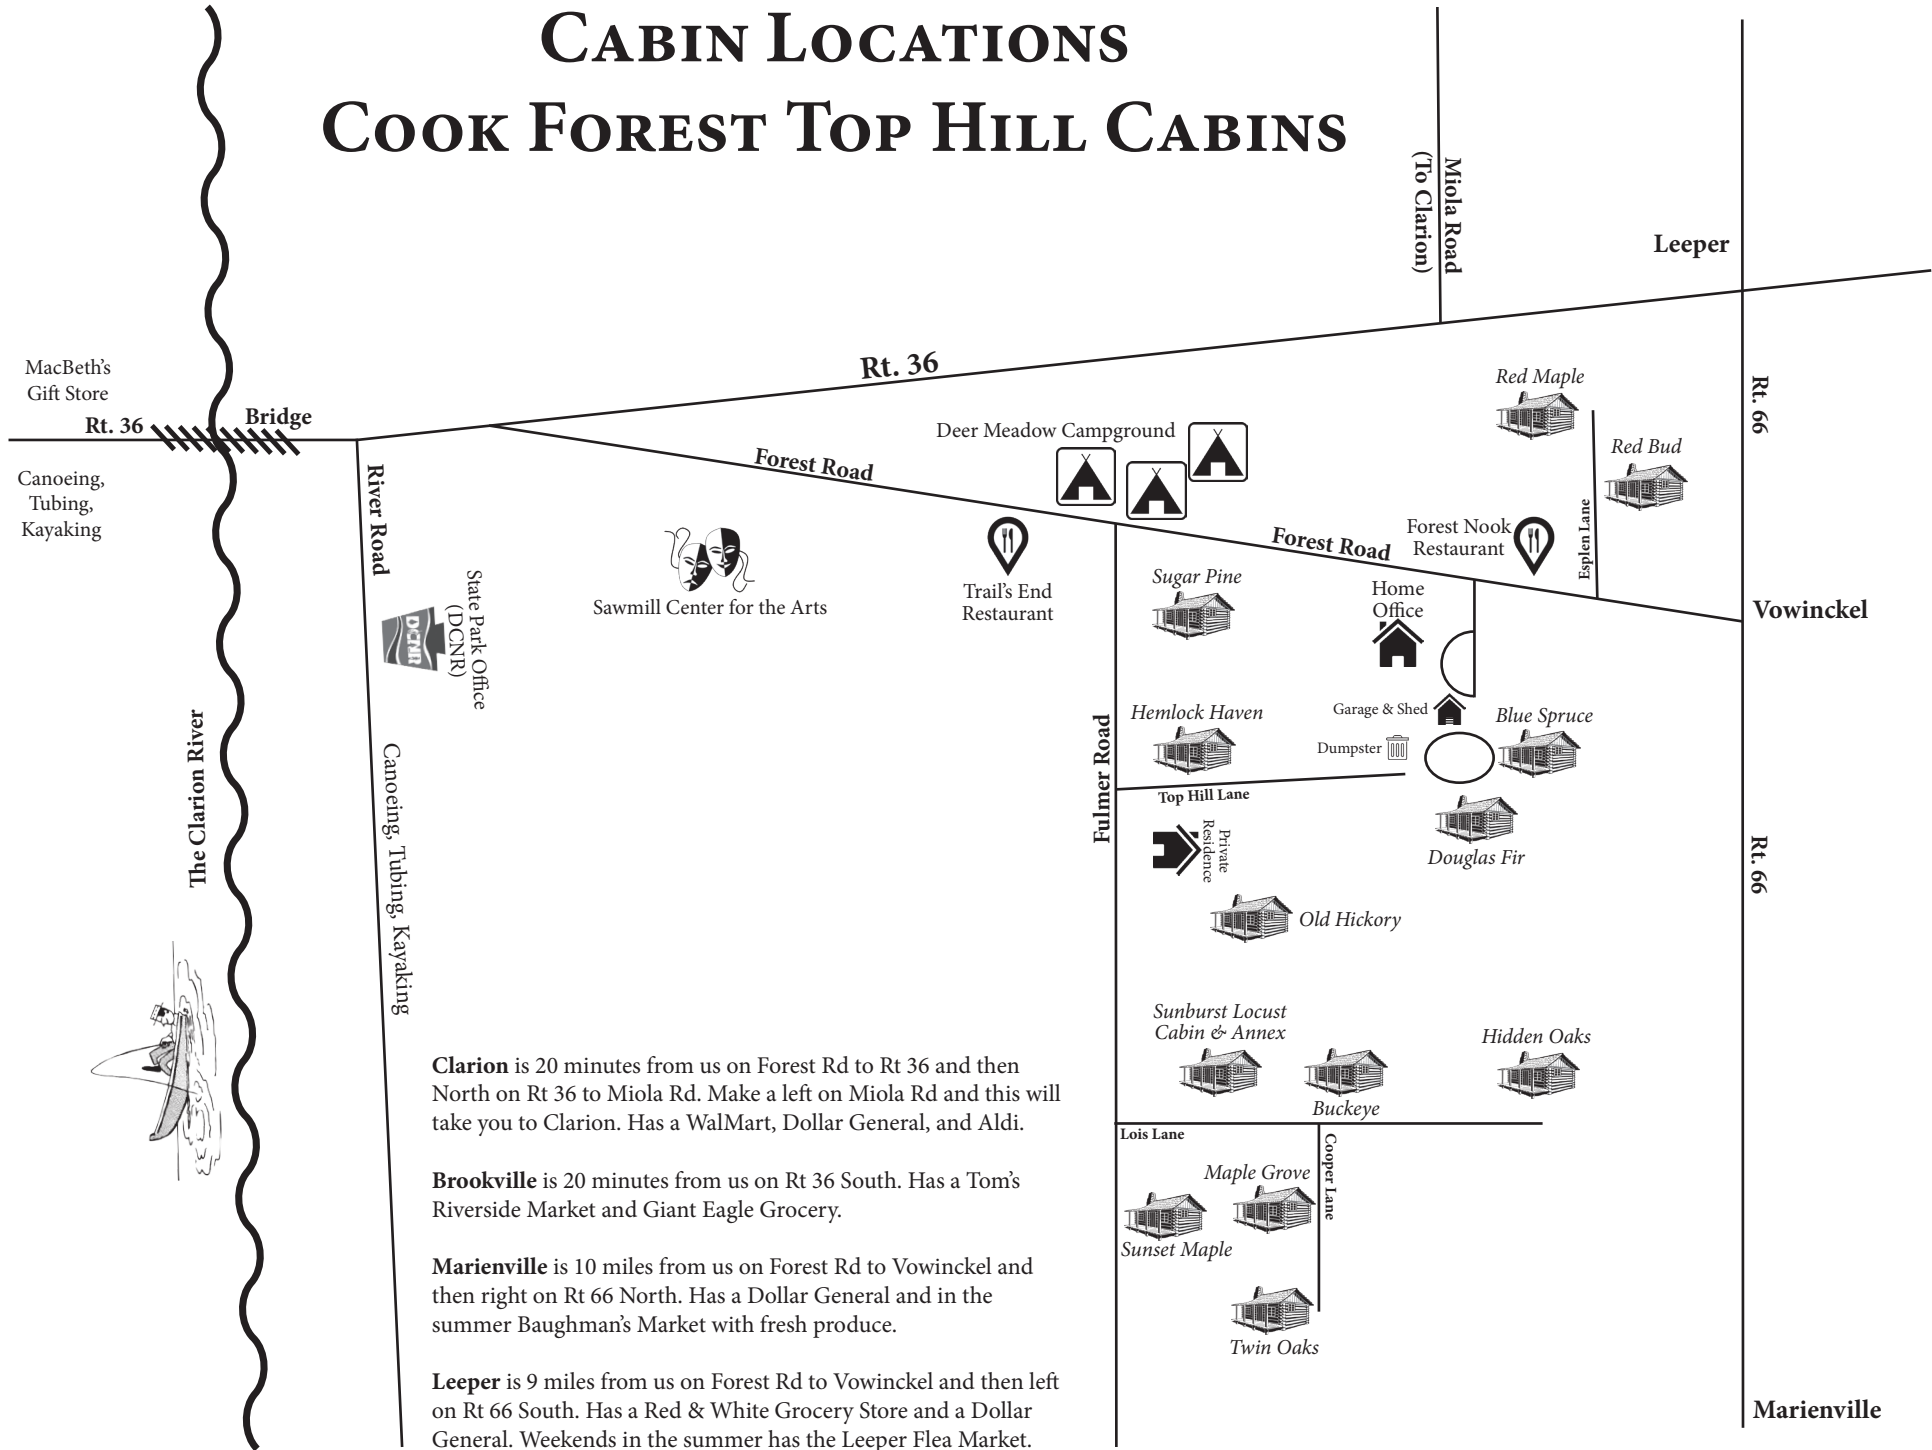 Cabin Locations
Cook Forest Top Hill Cabins
Miola Road
(To Clarion)
Leeper
Rt. 36
MacBeth's
Gift Store
Rt. 36
Bridge
Canoeing,
Tubing,
Kayaking
River Road
Forest Road
Deer Meadow Campground
Red Maple
Rt. 66
Red Bud
Esplen Lane
Forest Road
Forest Nook
Restaurant
State Park Office
(DCNR)
DCNR
Sawmill Center for the Arts
Trail's End
Restaurant
Sugar Pine
Home
Office
Vowinckel
The Clarion River
Canoeing, Tubing, Kayaking
Fulmer Road
Hemlock Haven
Garage & Shed
Blue Spruce
Dumpster
Top Hill Lane
Private
Residence
Douglas Fir
Rt. 66
Old Hickory
Sunburst Locust
Cabin & Annex
Hidden Oaks
Buckeye
Lois Lane
Cooper Lane
Maple Grove
Sunset Maple
Twin Oaks
Marienville
Clarion is 20 minutes from us on Forest Rd to Rt 36 and then
North on Rt 36 to Miola Rd. Make a left on Miola Rd and this will
take you to Clarion. Has a WalMart, Dollar General, and Aldi.
Brookville is 20 minutes from us on Rt 36 South. Has a Tom's
Riverside Market and Giant Eagle Grocery.
Marienville is 10 miles from us on Forest Rd to Vowinckel and
then right on Rt 66 North. Has a Dollar General and in the
summer Baughman's Market with fresh produce.
Leeper is 9 miles from us on Forest Rd to Vowinckel and then left
on Rt 66 South. Has a Red & White Grocery Store and a Dollar
General. Weekends in the summer has the Leeper Flea Market.